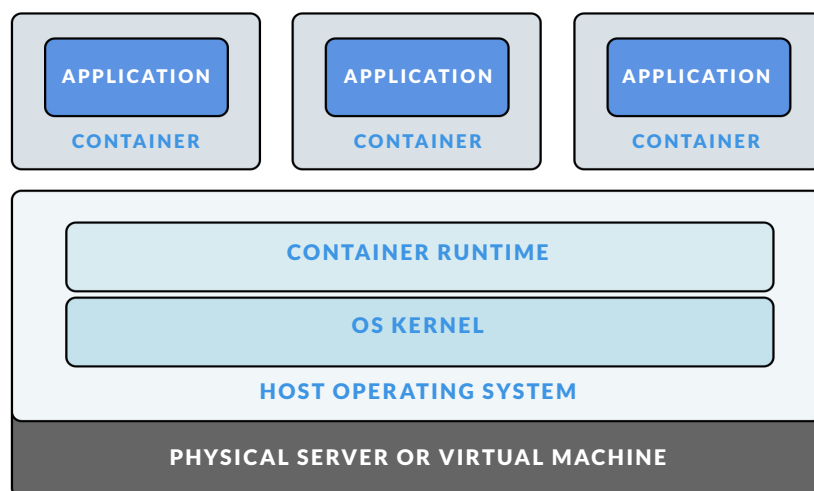 APPLICATION APPLICATION APPLICATION
CONTAINER CONTAINER CONTAINER
CONTAINER RUNTIME
OS KERNEL
HOST OPERATING SYSTEM
PHYSICAL SERVER OR VIRTUAL MACHINE